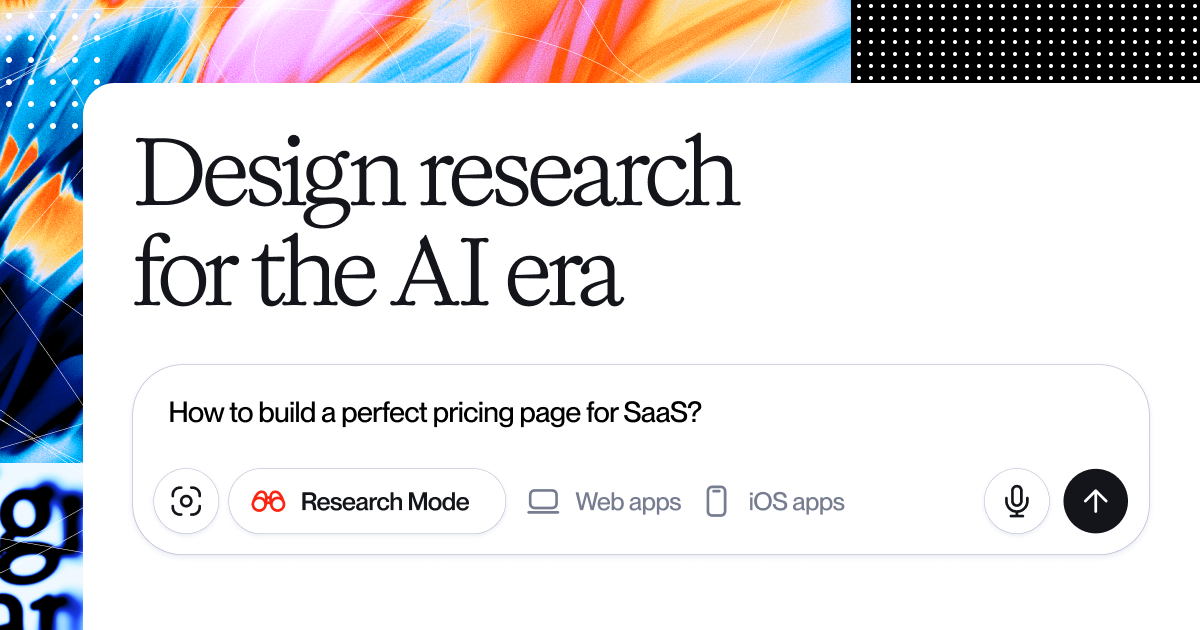 Design research
for the AI era
How to build a perfect pricing page for SaaS?
Research Mode
Web apps
iOS apps
g
er